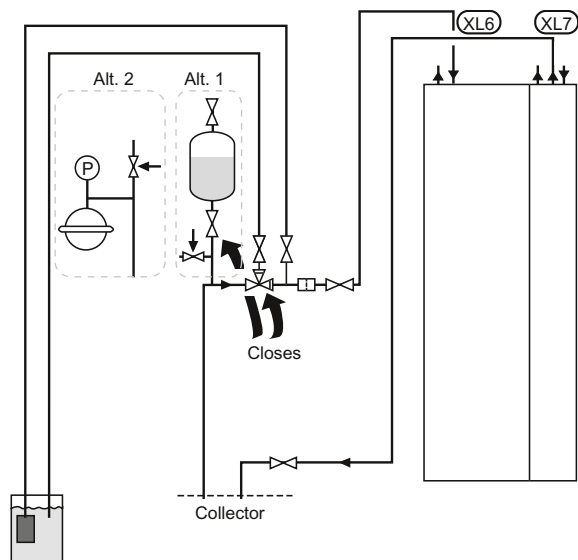 XL6
XL7
Alt. 2
Alt. 1
P
Closes
Collector